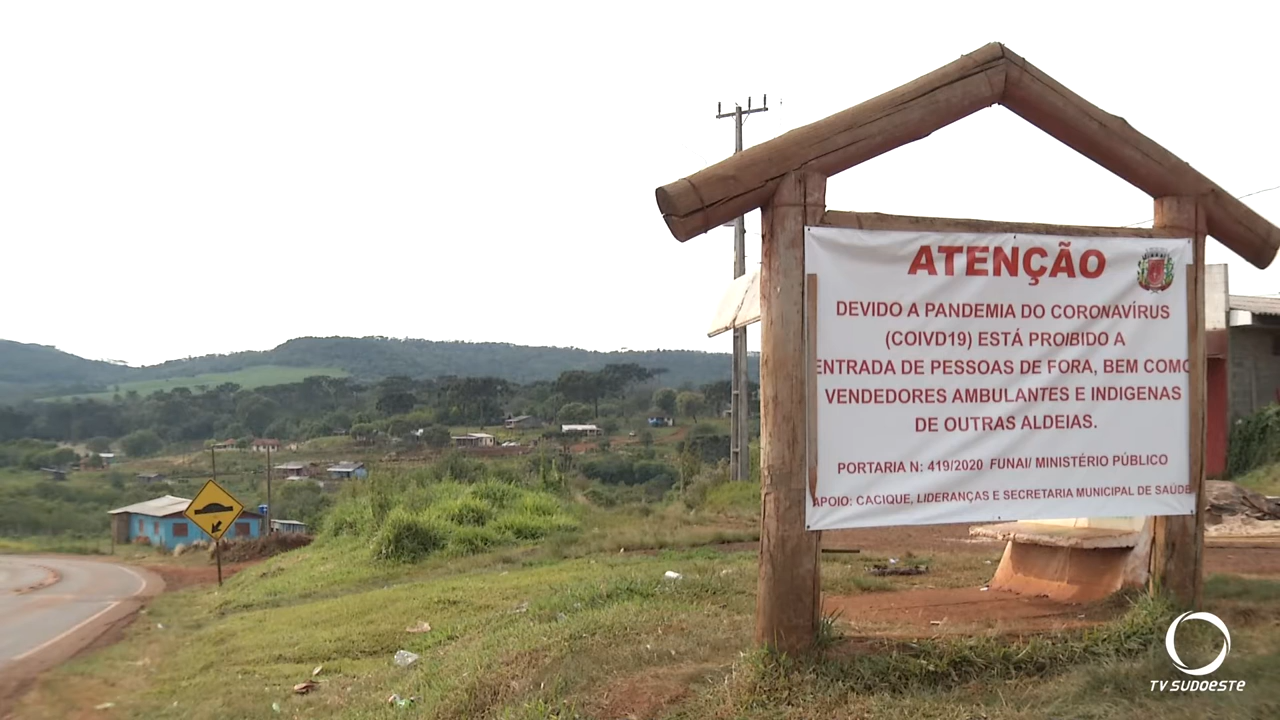 ATENÇÃO
DEVIDO A PANDEMIA DO CORONAVÍRUS
(COIVD19) ESTÁ PROIBIDO A
ENTRADA DE PESSOAS DE FORA, BEM COMO
VENDEDORES AMBULANTES E INDIGENAS
DE OUTRAS ALDEIAS.
PORTARIA N: 419/2020 FUNAI/ MINISTÉRIO PÚBLICO
APOIO: CACIQUE, LIDERANÇAS E SECRETARIA MUNICIPAL DE SAÚDE
TV SUDOESTE